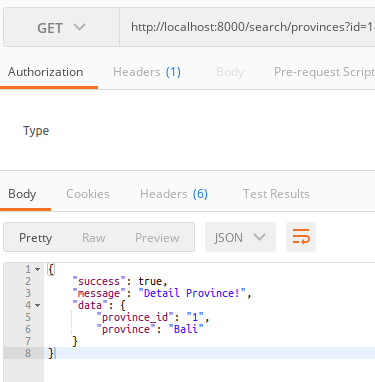 GET http://localhost:8000/search/provinces?id=1
Authorization Headers (1) Body Pre-request Script
Type
Body Cookies Headers (6) Test Results
Pretty Raw Preview JSON
1 {
2 "success": true,
3 "message": "Detail Province!",
4 "data": {
5 "province_id": "1",
6 "province": "Bali"
7 }
8 }